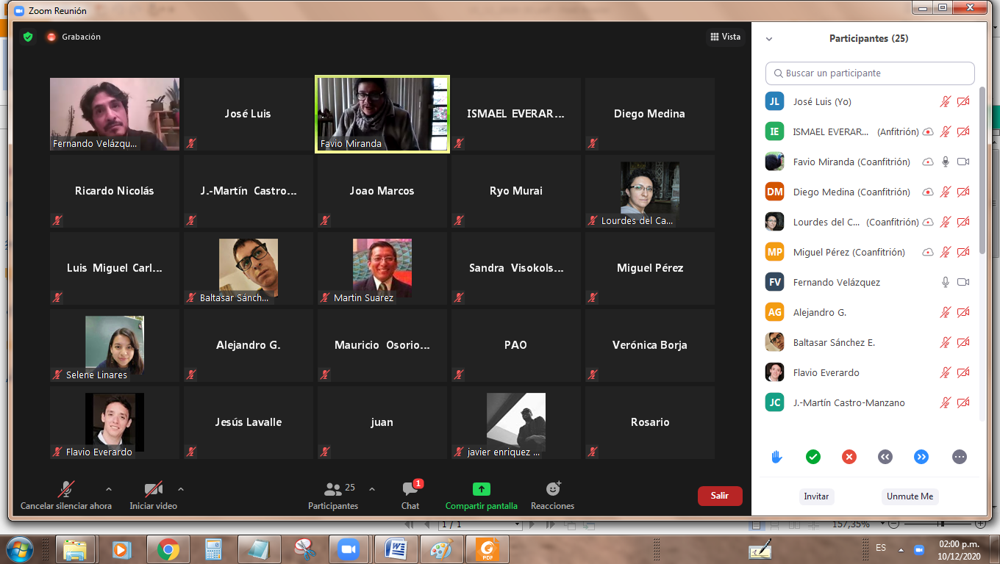 Zoom Reunión
Grabación
Vista
Fernando Velázqu...
José Luis
Favio Miranda
ISMAEL EVERAR...
Diego Medina
Ricardo Nicolás
J.-Martín Castro...
Joao Marcos
Ryo Murai
Lourdes del Ca...
Luis Miguel Carl...
Baltasar Sánch...
Martin Suarez
Sandra Visokols...
Miguel Pérez
Selene Linares
Alejandro G.
Mauricio Osorio...
PAO
Verónica Borja
Flavio Everardo
Jesús Lavalle
juan
javier enriquez ...
Rosario
Cancelar silenciar ahora
Iniciar video
25
Participantes
1
Chat
Compartir pantalla
Reacciones
Salir
Participantes (25)
Buscar un participante
JL José Luis (Yo)
IE ISMAEL EVERAR... (Anfitrión)
Favio Miranda (Coanfitrión)
DM Diego Medina (Coanfitrión)
Lourdes del C... (Coanfitrión)
MP Miguel Pérez (Coanfitrión)
FV Fernando Velázquez
AG Alejandro G.
Baltasar Sánchez E.
Flavio Everardo
JC J.-Martín Castro-Manzano
Invitar
Unmute Me
1 / 1
157,35%
PDF
ES
02:00 p.m.
10/12/2020